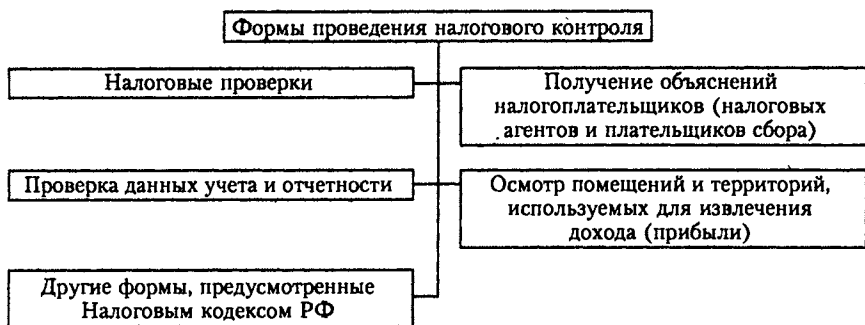 Формы проведения налогового контроля
Налоговые проверки
Получение объяснений
налогоплательщиков (налоговых
агентов и плательщиков сбора)
Проверка данных учета и отчетности
Осмотр помещений и территорий,
используемых для извлечения
дохода (прибыли)
Другие формы, предусмотренные
Налоговым кодексом РФ